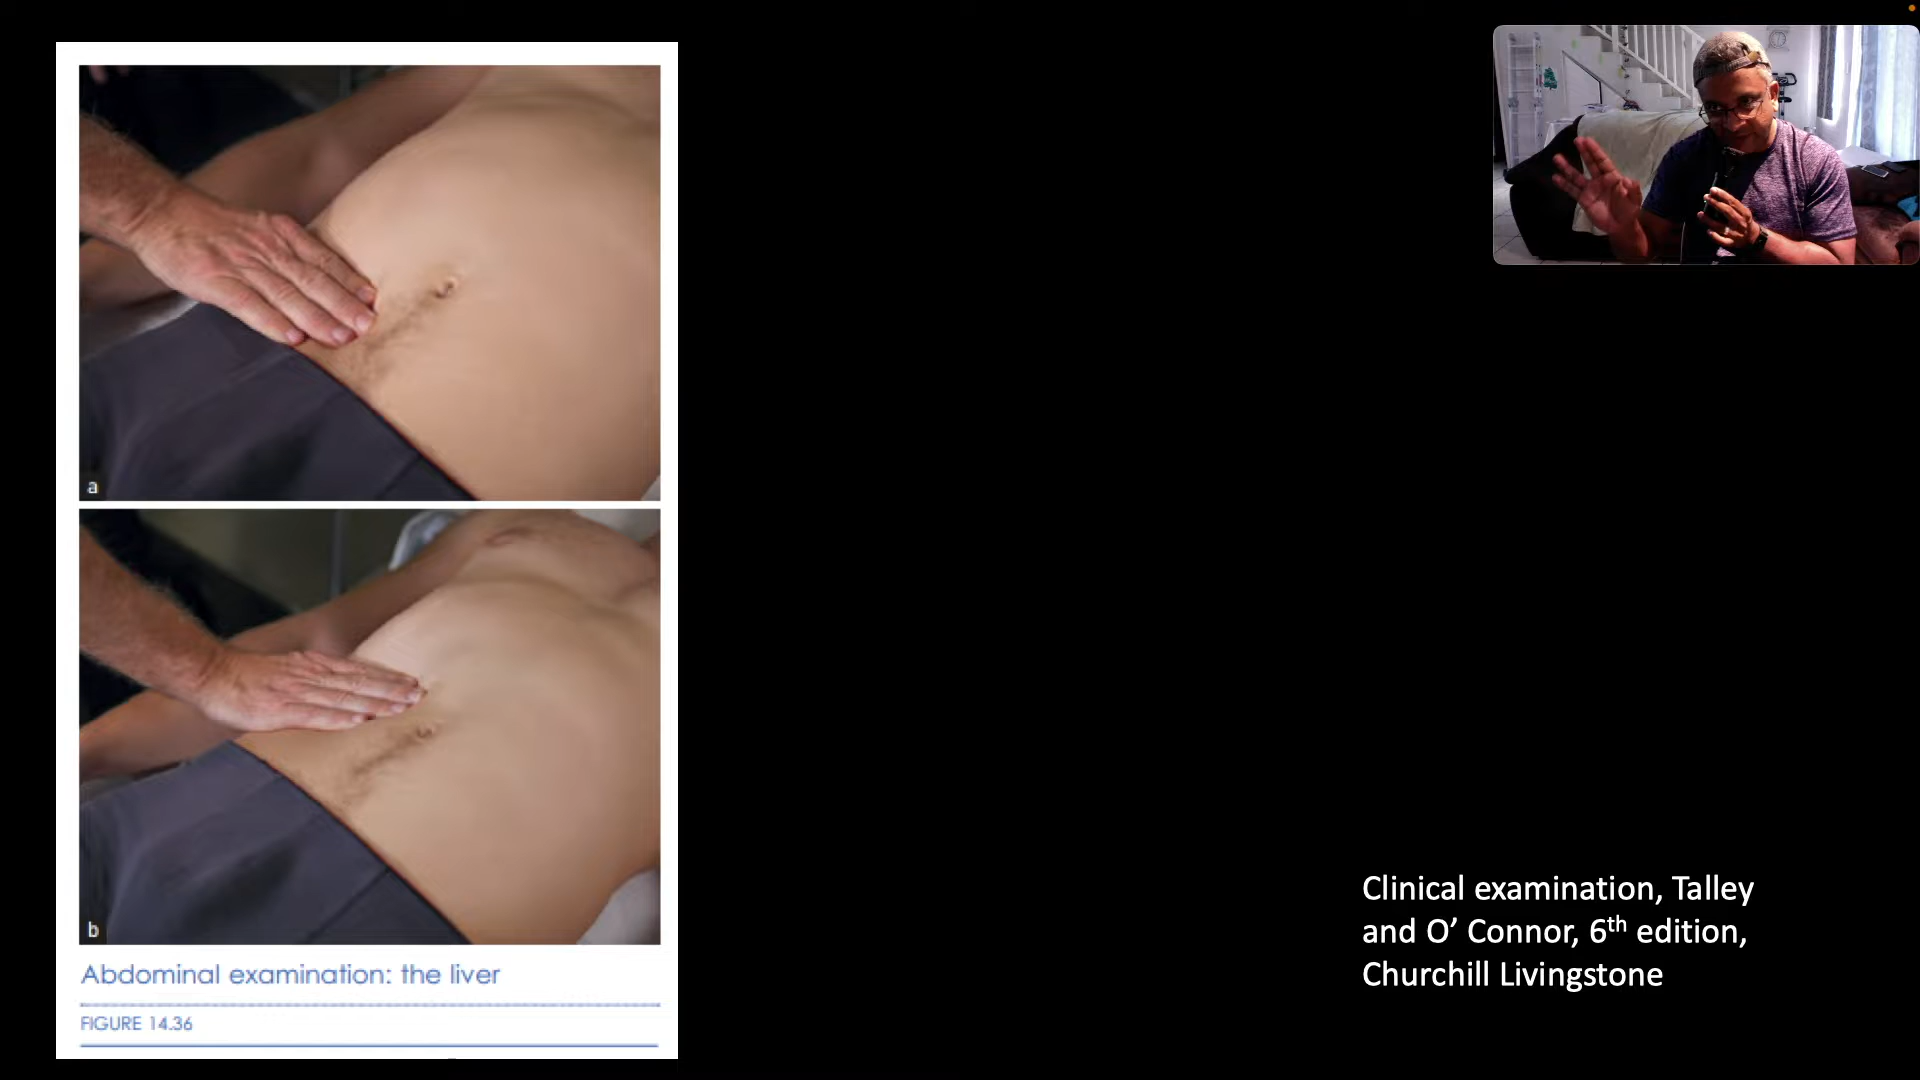 a
b
Abdominal examination: the liver
FIGURE 14.36
Clinical examination, Talley
and O’ Connor, 6th edition,
Churchill Livingstone